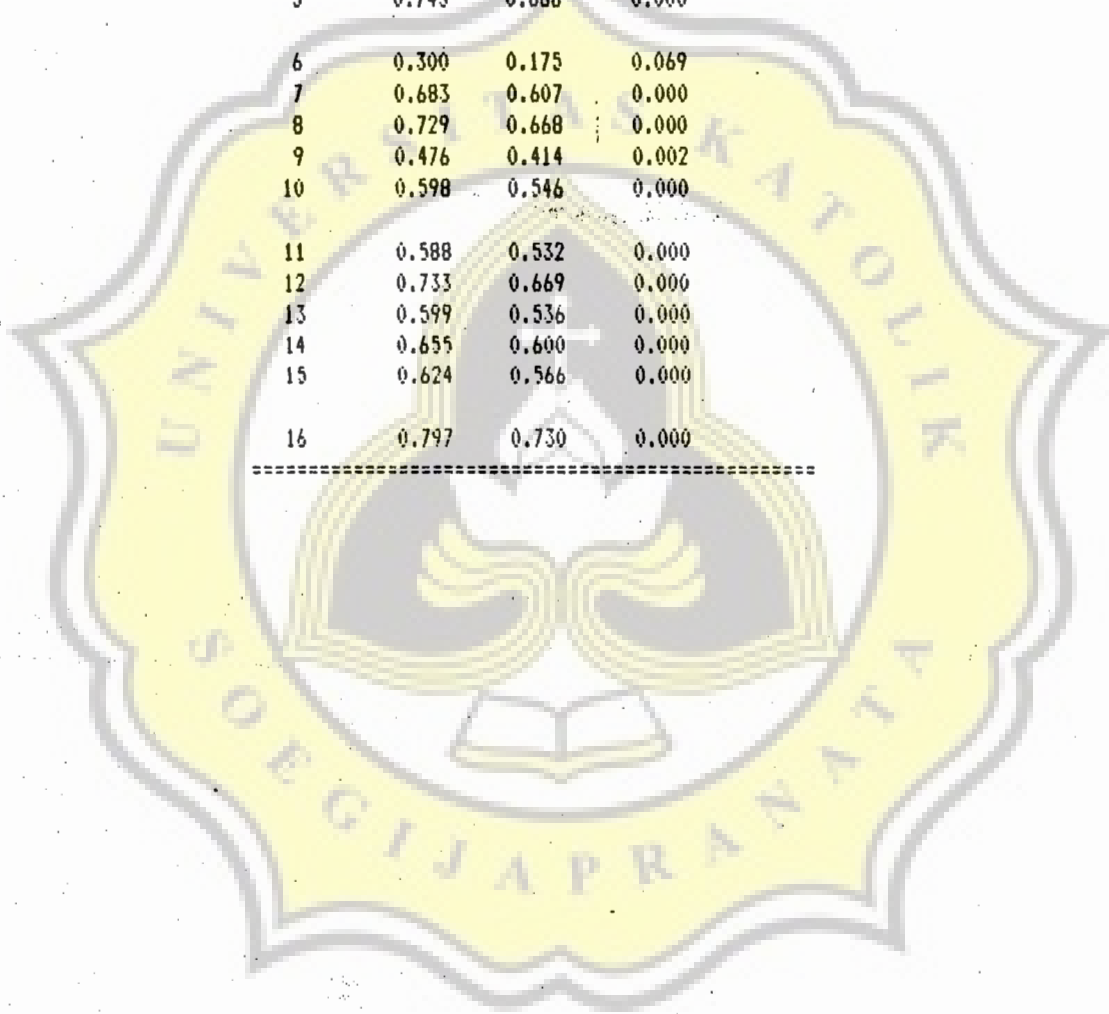 6 0.300 0.175 0.069
7 0.683 0.607 0.000
8 0.729 0.668 0.000
9 0.476 0.414 0.002
10 0.598 0.546 0.000
11 0.588 0.532 0.000
12 0.733 0.669 0.000
13 0.599 0.536 0.000
14 0.655 0.600 0.000
15 0.624 0.566 0.000
16 0.797 0.730 0.000
==================================================
UNIVERSITAS KATOLIK
SOEGIJAPRANATA